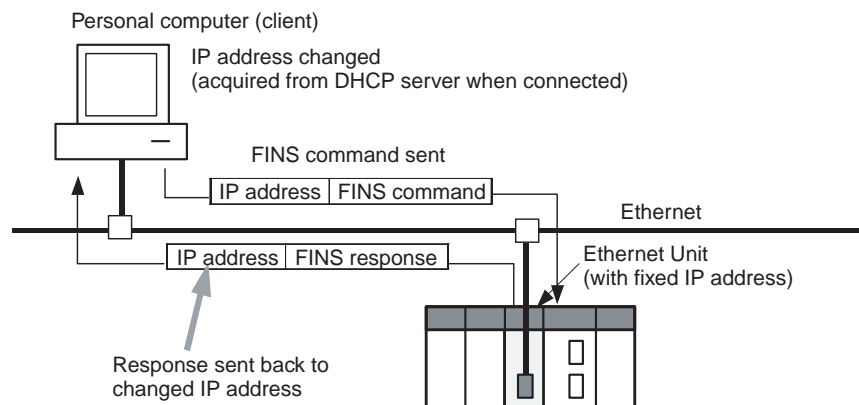 Personal computer (client)
IP address changed
(acquired from DHCP server when connected)
FINS command sent
IP address FINS command
Ethernet
IP address FINS response
Ethernet Unit
(with fixed IP address)
Response sent back to
changed IP address